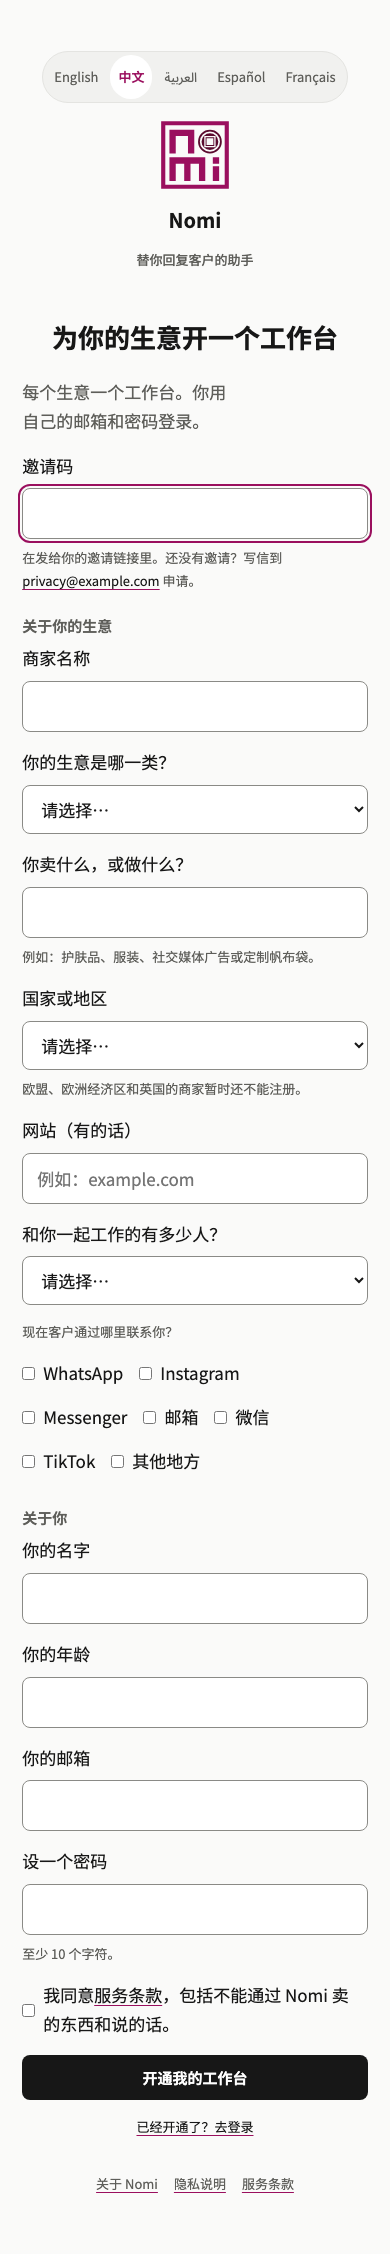 English 中文 العربية Español Français
nomi
Nomi
替你回复客户的助手
为你的生意开一个工作台
每个生意一个工作台。你用
自己的邮箱和密码登录。
邀请码
在发给你的邀请链接里。还没有邀请？写信到
privacy@example.com 申请。
关于你的生意
商家名称
你的生意是哪一类？
请选择…
你卖什么，或做什么？
例如：护肤品、服装、社交媒体广告或定制帆布袋。
国家或地区
请选择…
欧盟、欧洲经济区和英国的商家暂时还不能注册。
网站（有的话）
例如：example.com
和你一起工作的有多少人？
请选择…
现在客户通过哪里联系你？
WhatsApp Instagram
Messenger 邮箱 微信
TikTok 其他地方
关于你
你的名字
你的年龄
你的邮箱
设一个密码
至少 10 个字符。
我同意服务条款，包括不能通过 Nomi 卖
的东西和说的话。
开通我的工作台
已经开通了？去登录
关于 Nomi 隐私说明 服务条款